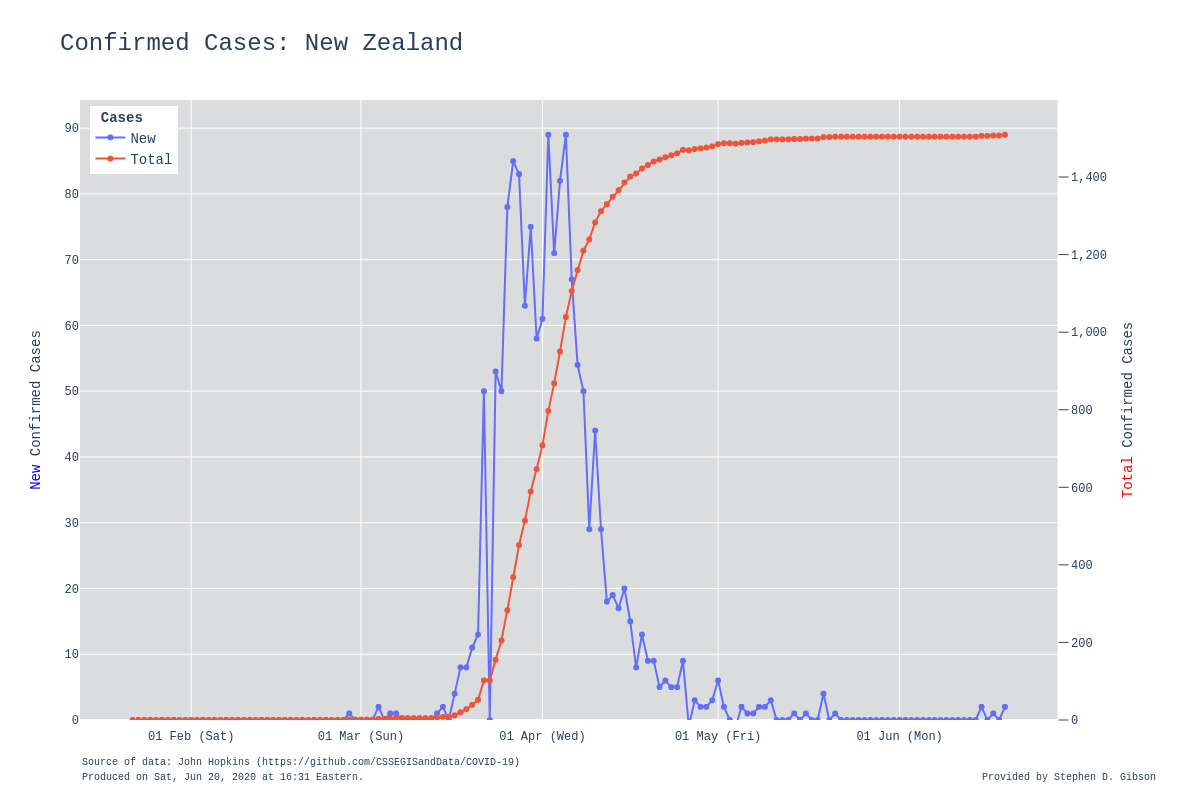 Confirmed Cases: New Zealand
Cases
New
Total
90
80
70
60
50
40
30
20
10
0
1,400
1,200
1,000
800
600
400
200
0
New Confirmed Cases
Total Confirmed Cases
01 Feb (Sat)
01 Mar (Sun)
01 Apr (Wed)
01 May (Fri)
01 Jun (Mon)
Source of data: John Hopkins (https://github.com/CSSEGISandData/COVID-19)
Produced on Sat, Jun 20, 2020 at 16:31 Eastern.
Provided by Stephen D. Gibson